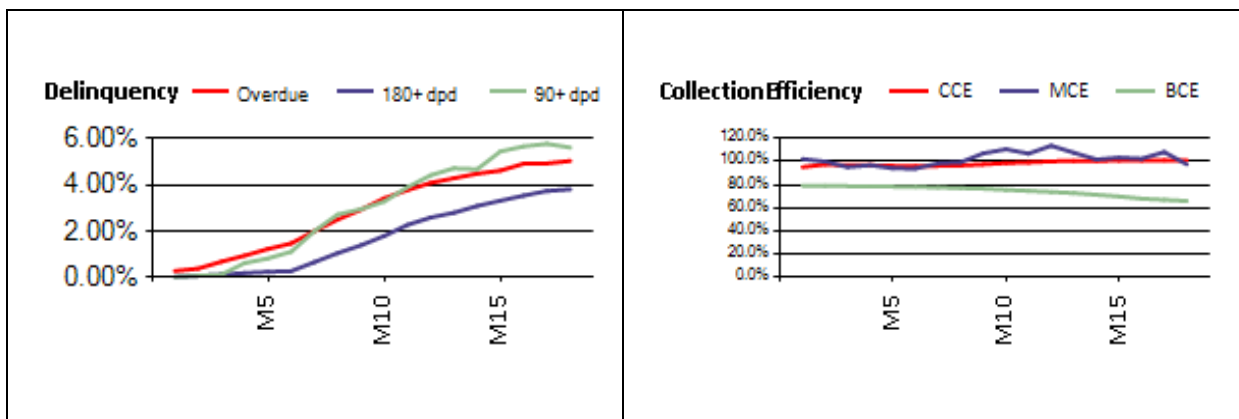 Delinquency Overdue 180+ dpd 90+ dpd
6.00%
4.00%
2.00%
0.00%
M5
M10
M15
Collection Efficiency CCE MCE BCE
120.0%
100.0%
80.0%
60.0%
40.0%
20.0%
0.0%
M5
M10
M15